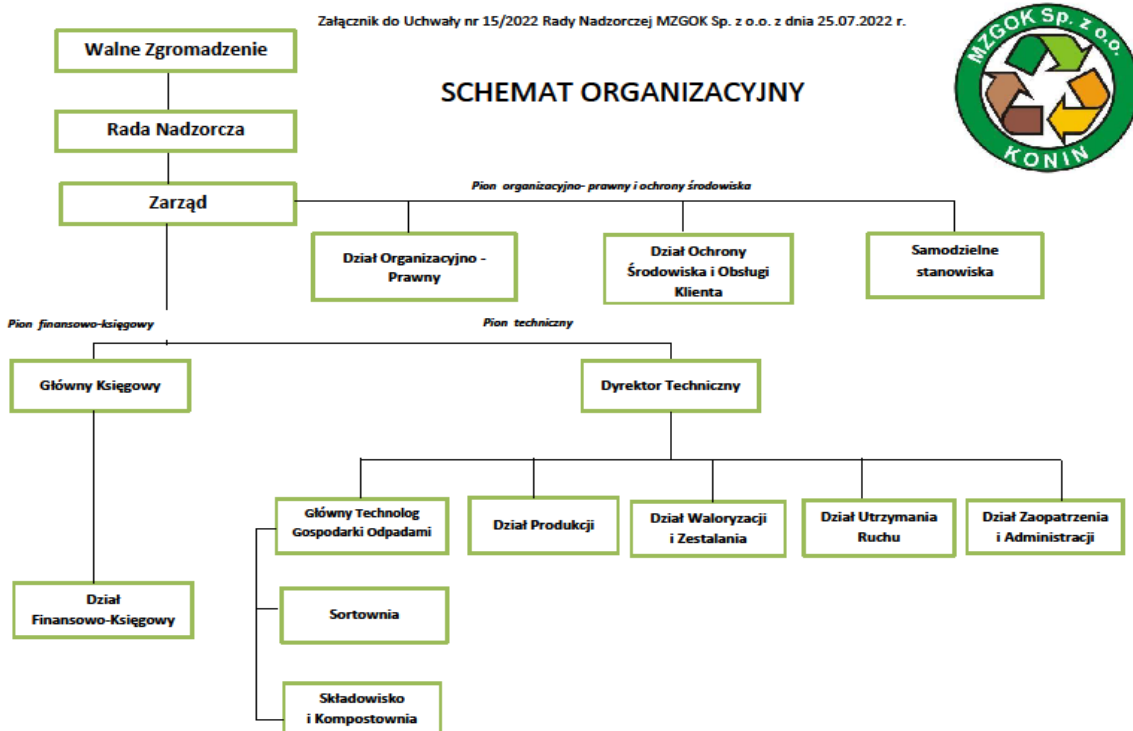 Załącznik do Uchwały nr 15/2022 Rady Nadzorczej MZGOK Sp. z o.o. z dnia 25.07.2022 r.
MZGOK Sp. z o.o.
KONIN
SCHEMAT ORGANIZACYJNY
Walne Zgromadzenie
Rada Nadzorcza
Zarząd
Pion organizacyjno- prawny i ochrony środowiska
Dział Organizacyjno -
Prawny
Dział Ochrony
Środowiska i Obsługi
Klienta
Samodzielne
stanowiska
Pion finansowo-księgowy
Pion techniczny
Główny Księgowy
Dyrektor Techniczny
Główny Technolog
Gospodarki Odpadami
Dział Produkcji
Dział Waloryzacji
i Zestalania
Dział Utrzymania
Ruchu
Dział Zaopatrzenia
i Administracji
Dział
Finansowo-Księgowy
Sortownia
Składowisko
i Kompostownia